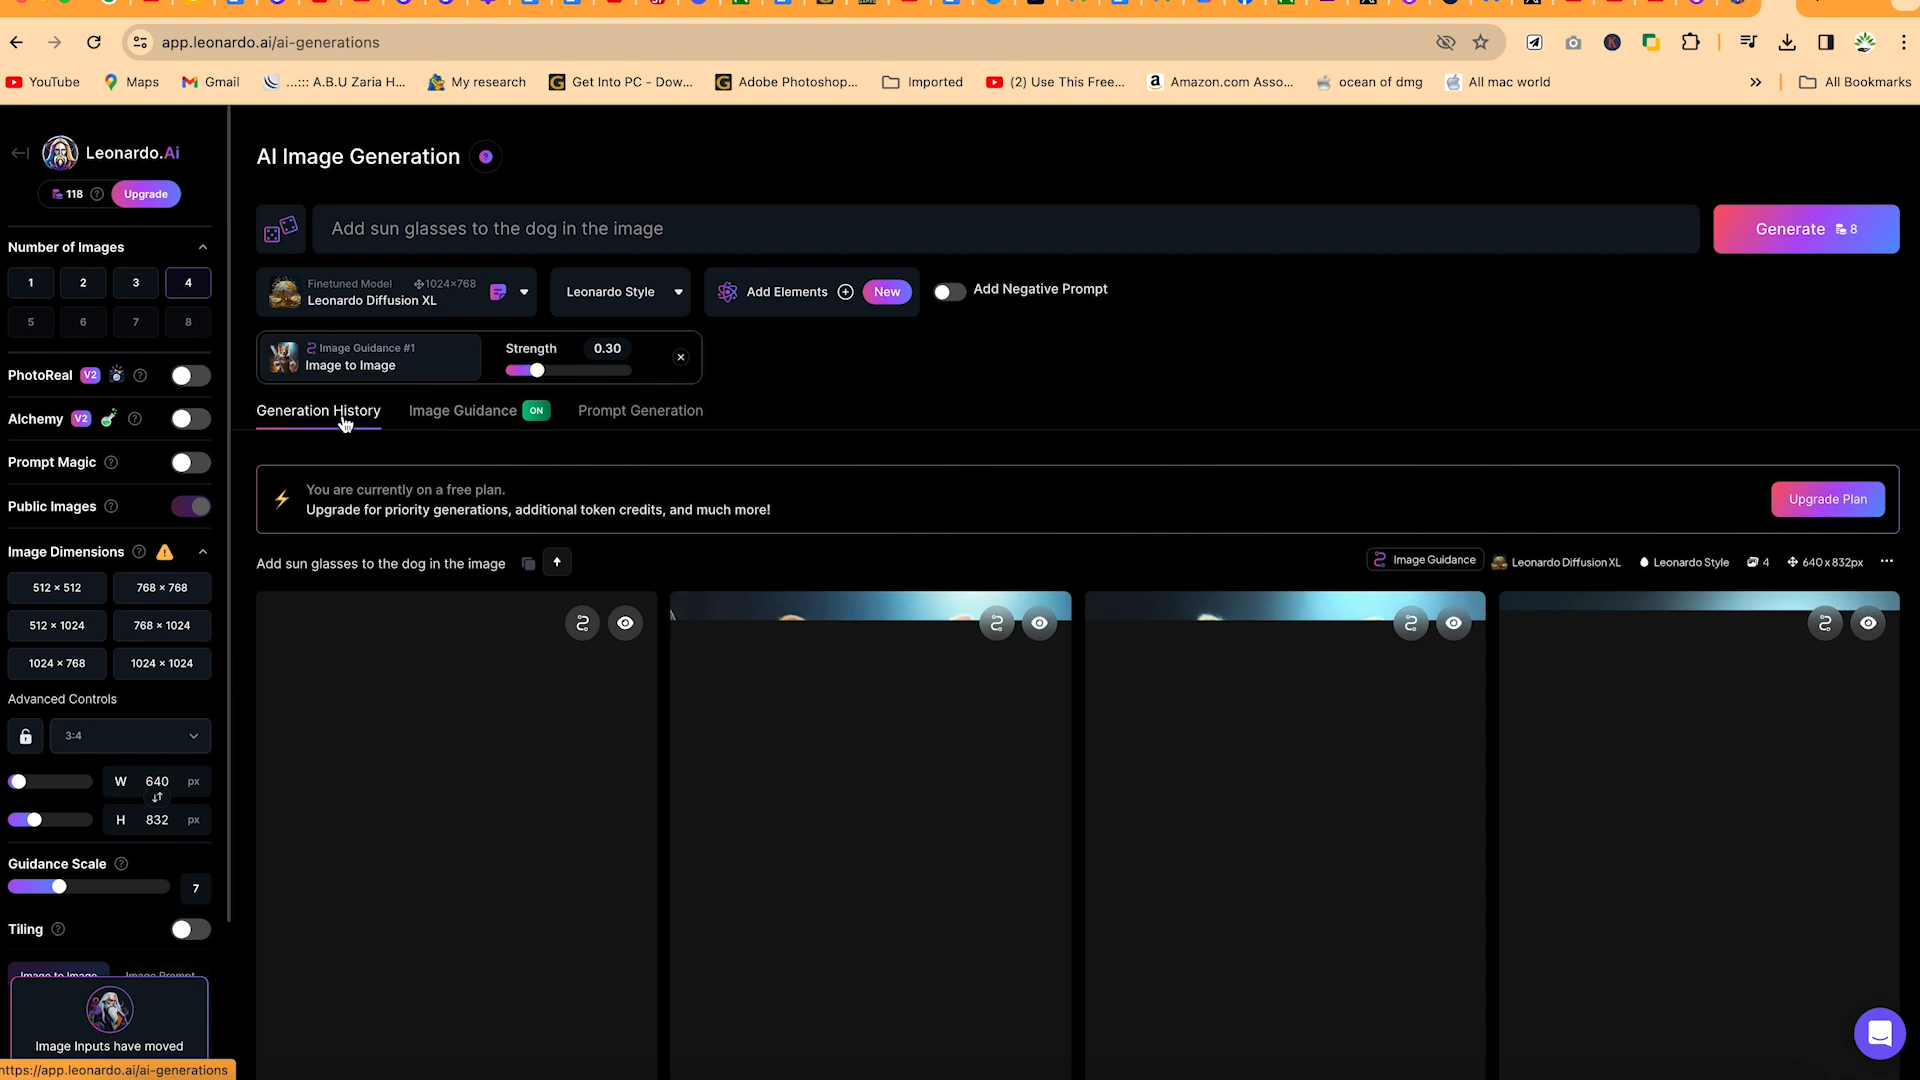 app.leonardo.ai/ai-generations
YouTube
Maps
Gmail
...::: A.B.U Zaria H...
My research
Get Into PC - Dow...
Adobe Photoshop...
Imported
(2) Use This Free...
Amazon.com Asso...
ocean of dmg
All mac world
All Bookmarks
Leonardo.Ai
118
Upgrade
Number of Images
1 2 3 4
5 6 7 8
PhotoReal V2
Alchemy V2
Prompt Magic
Public Images
Image Dimensions
512 × 512 768 × 768
512 × 1024 768 × 1024
1024 × 768 1024 × 1024
Advanced Controls
3:4
W 640 px
H 832 px
Guidance Scale
7
Tiling
Image to Image Image Prompt
Image Inputs have moved
https://app.leonardo.ai/ai-generations
AI Image Generation
Add sun glasses to the dog in the image
Generate 8
Finetuned Model 1024×768
Leonardo Diffusion XL
Leonardo Style
Add Elements New
Add Negative Prompt
Image Guidance #1
Image to Image
Strength 0.30
Generation History Image Guidance ON Prompt Generation
You are currently on a free plan.
Upgrade for priority generations, additional token credits, and much more!
Upgrade Plan
Add sun glasses to the dog in the image
Image Guidance Leonardo Diffusion XL Leonardo Style 4 640x832px